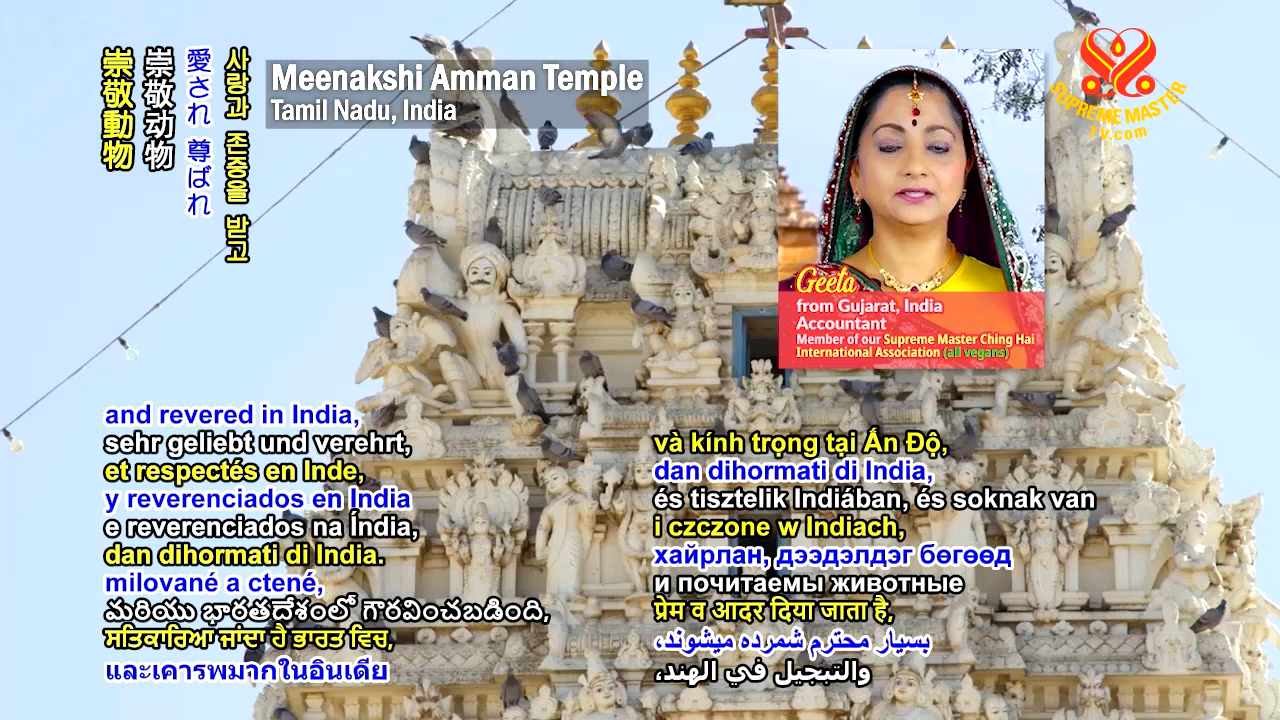 崇敬動物
崇敬动物
愛され 尊ばれ
사랑과 존중을 받고
Meenakshi Amman Temple
Tamil Nadu, India
SUPREME MASTER
TV.com
Geeta
from Gujarat, India
Accountant
Member of our Supreme Master Ching Hai
International Association (all vegans)
and revered in India,
sehr geliebt und verehrt,
et respectés en Inde,
y reverenciados en India
e reverenciados na Índia,
dan dihormati di India.
milované a ctené,
మరియు భారతదేశంలో గౌరవించబడింది,
ਸਤਿਕਾਰਿਆ ਜਾਂਦਾ ਹੈ ਭਾਰਤ ਵਿਚ,
และเคารพมากในอินเดีย
và kính trọng tại Ấn Độ,
dan dihormati di India,
és tisztelik Indiában, és soknak van
i czczone w Indiach,
хайрлан, дээдэлдэг бөгөөд
и почитаемы животные
प्रेम व आदर दिया जाता है,
بسیار محترم شمرده میشوند،
والتبجيل في الهند،